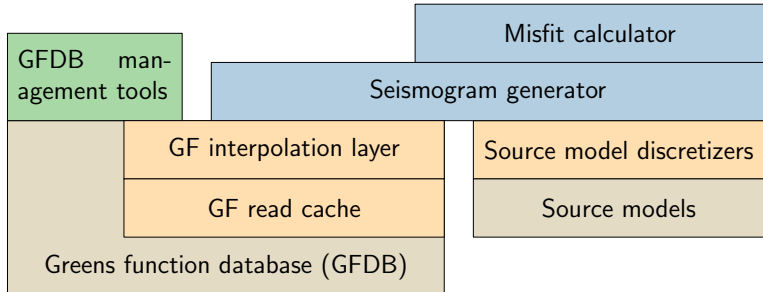 Misfit calculator
GFDB man-
agement tools
Seismogram generator
GF interpolation layer
Source model discretizers
GF read cache
Source models
Greens function database (GFDB)